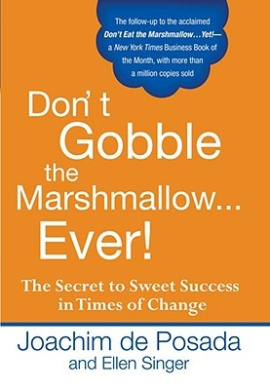 The follow-up to the acclaimed
Don't Eat the Marshmallow...Yet!—
a New York Times Business Book of
the Month, with more than
a million copies sold
Don't
Gobble
the
Marshmallow...
Ever!
The Secret to Sweet Success
in Times of Change
Joachim de Posada
and Ellen Singer